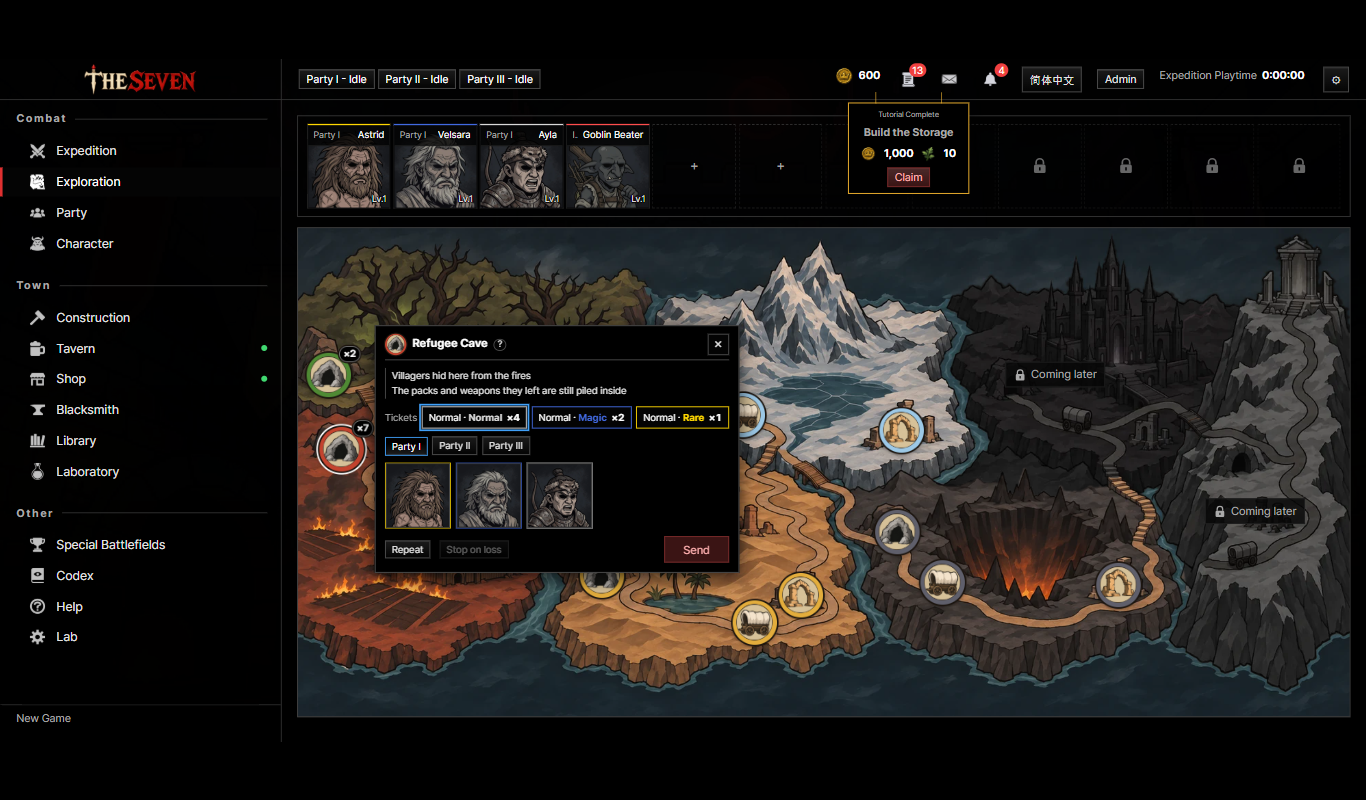 THE SEVEN
Party I - Idle
Party II - Idle
Party III - Idle
600
13
4
简体中文
Admin
Expedition Playtime 0:00:00
Combat
Expedition
Exploration
Party
Character
Town
Construction
Tavern
Shop
Blacksmith
Library
Laboratory
Other
Special Battlefields
Codex
Help
Lab
New Game
Party I Astrid
Lv.1
Party I Velsara
Lv.1
Party I Ayla
Lv.1
I. Goblin Beater
Lv.1
+
+
Tutorial Complete
Build the Storage
1,000 10
Claim
×2
×7
Coming later
Coming later
Refugee Cave ?
×
Villagers hid here from the fires
The packs and weapons they left are still piled inside
Tickets Normal · Normal ×4 Normal · Magic ×2 Normal · Rare ×1
Party I Party II Party III
Repeat Stop on loss Send